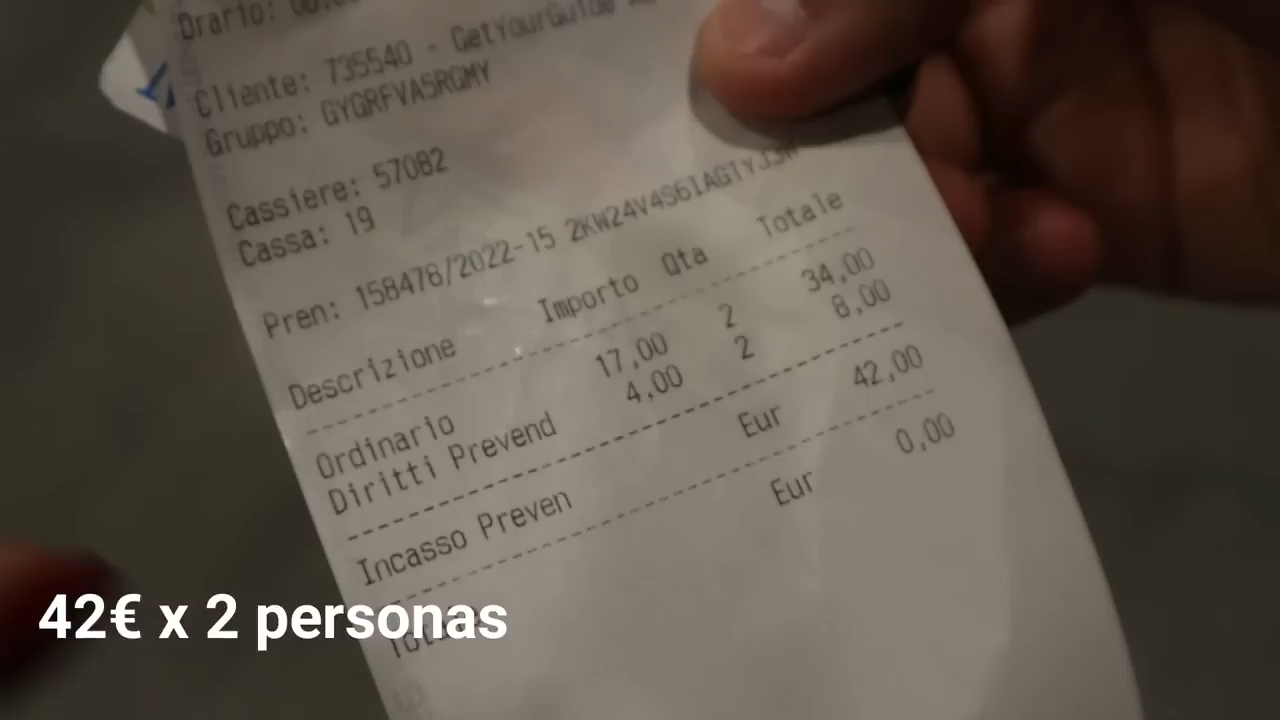 Orario:
Cliente: 735540 - GetYourGuide
Gruppo: GYGRFVA5RGMY
Cassiere: 57082
Cassa: 19
Pren: 158478/2022-15
Descrizione Importo Qta Totale
Ordinario 17,00 2 34,00
Diritti Prevend 4,00 2 8,00
Incasso Preven Eur 42,00
Totale Eur 0,00
42€ x 2 personas